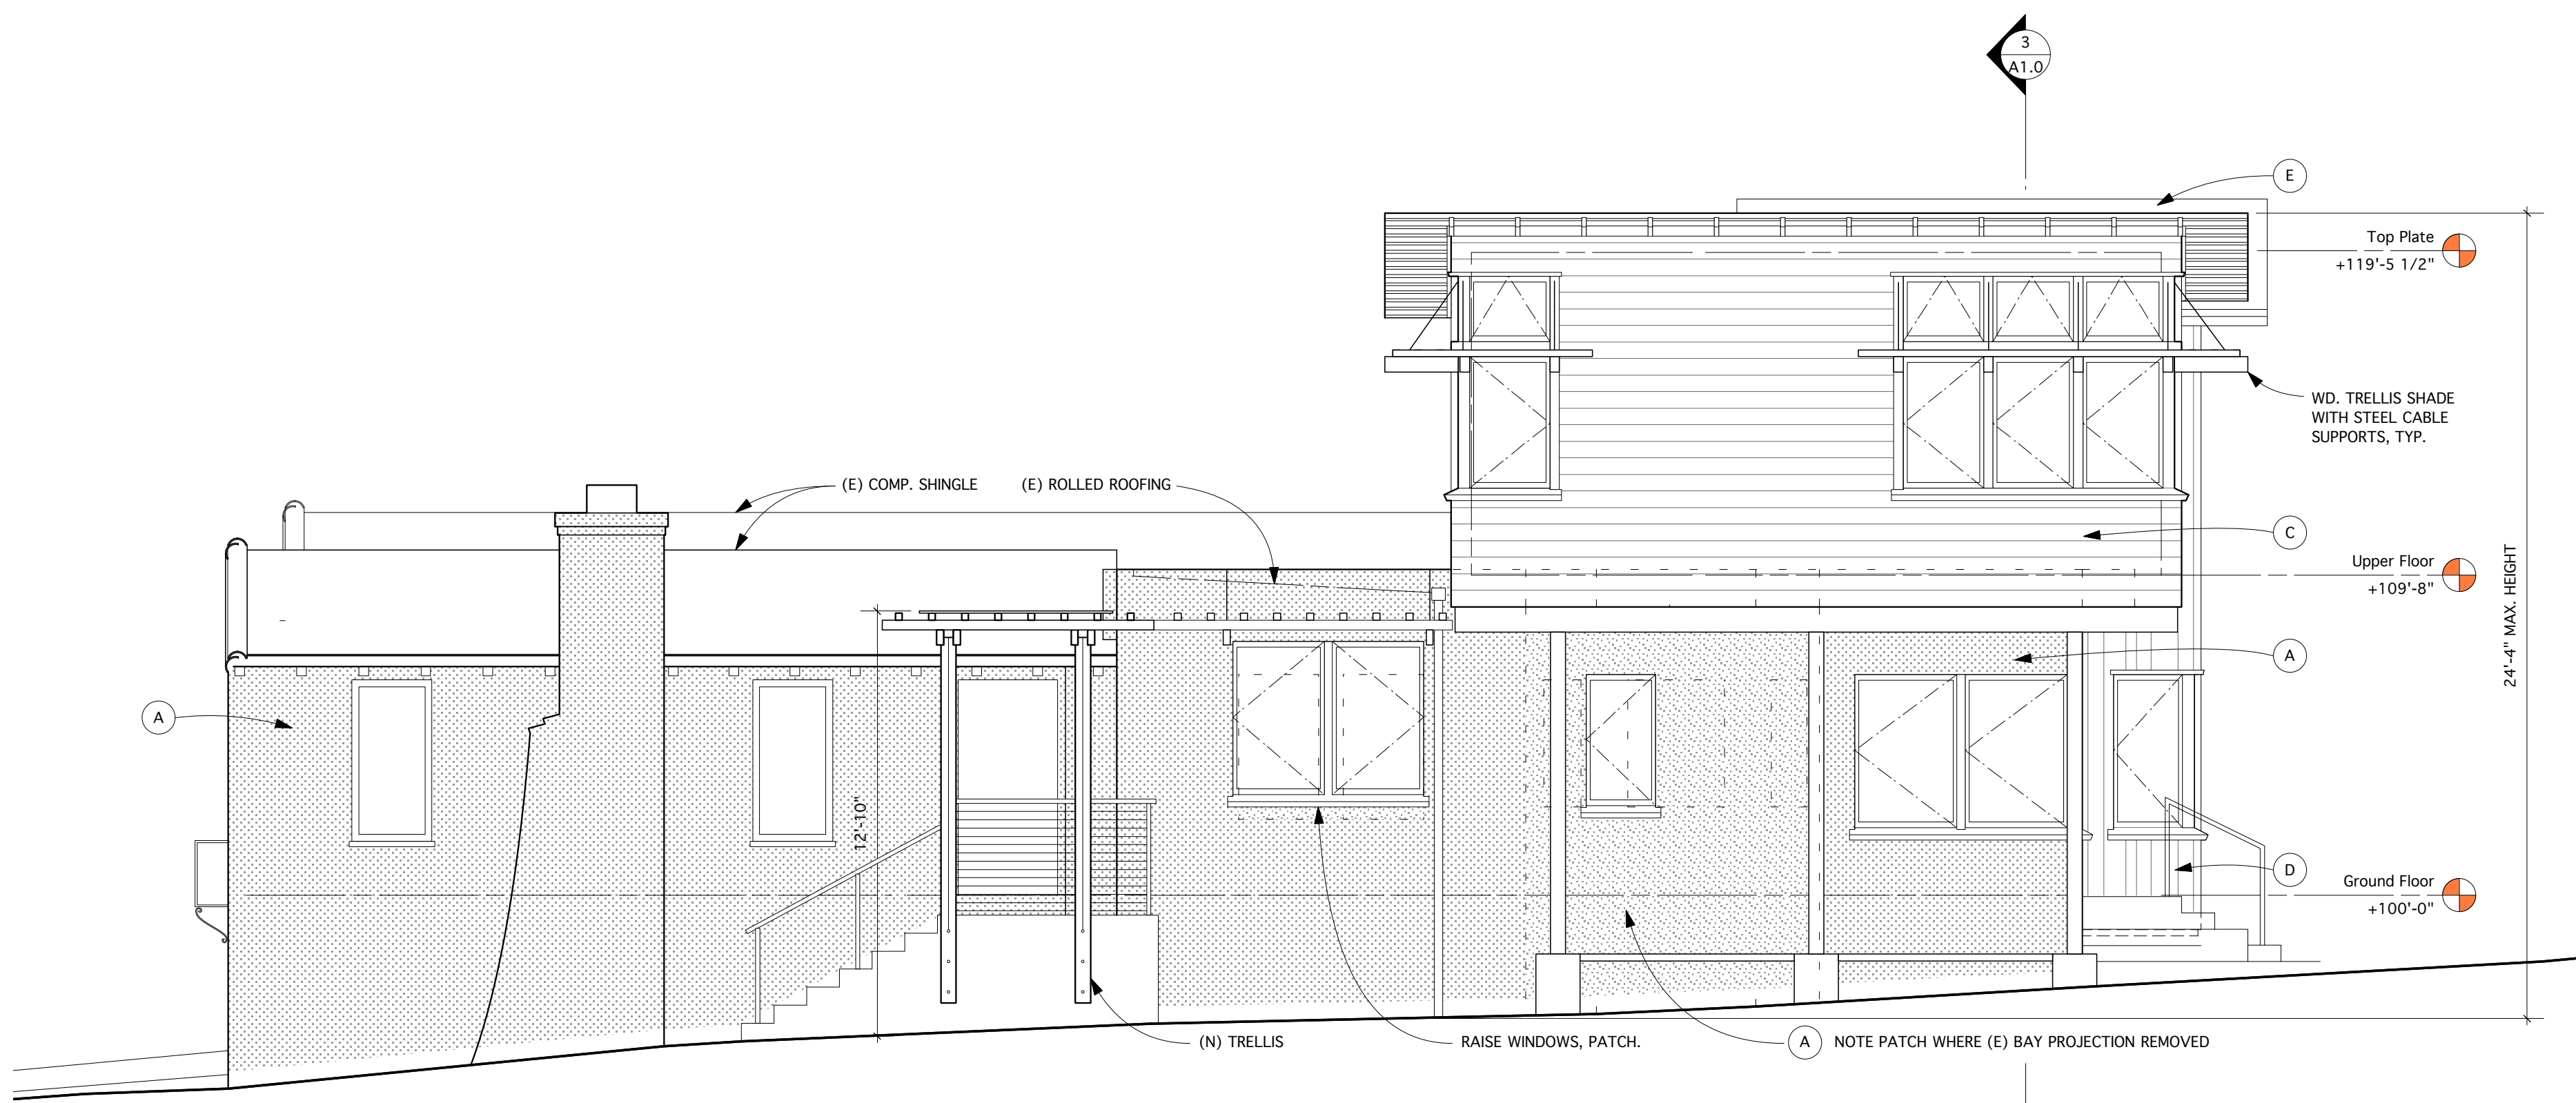 3
A1.0
E
Top Plate
+119'-5 1/2"
WD. TRELLIS SHADE
WITH STEEL CABLE
SUPPORTS, TYP.
(E) COMP. SHINGLE
(E) ROLLED ROOFING
C
Upper Floor
+109'-8"
24'-4" MAX. HEIGHT
A
A
12'-10"
D
Ground Floor
+100'-0"
(N) TRELLIS
RAISE WINDOWS, PATCH.
A
NOTE PATCH WHERE (E) BAY PROJECTION REMOVED